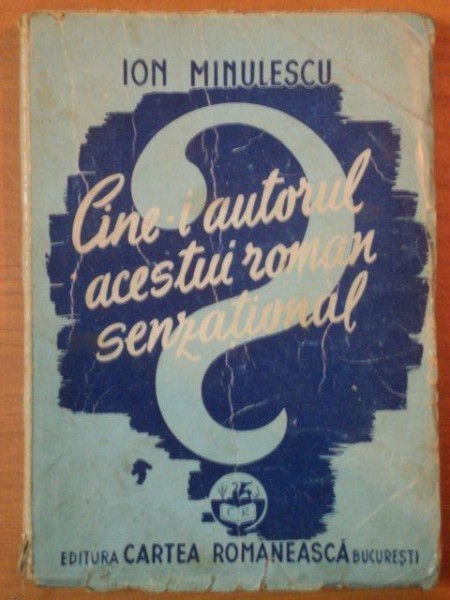 ION MINULESCU
Cine-i autorul
acestui roman
senzațional
?
C R
EDITURA CARTEA ROMANEASCĂ BUCUREȘTI